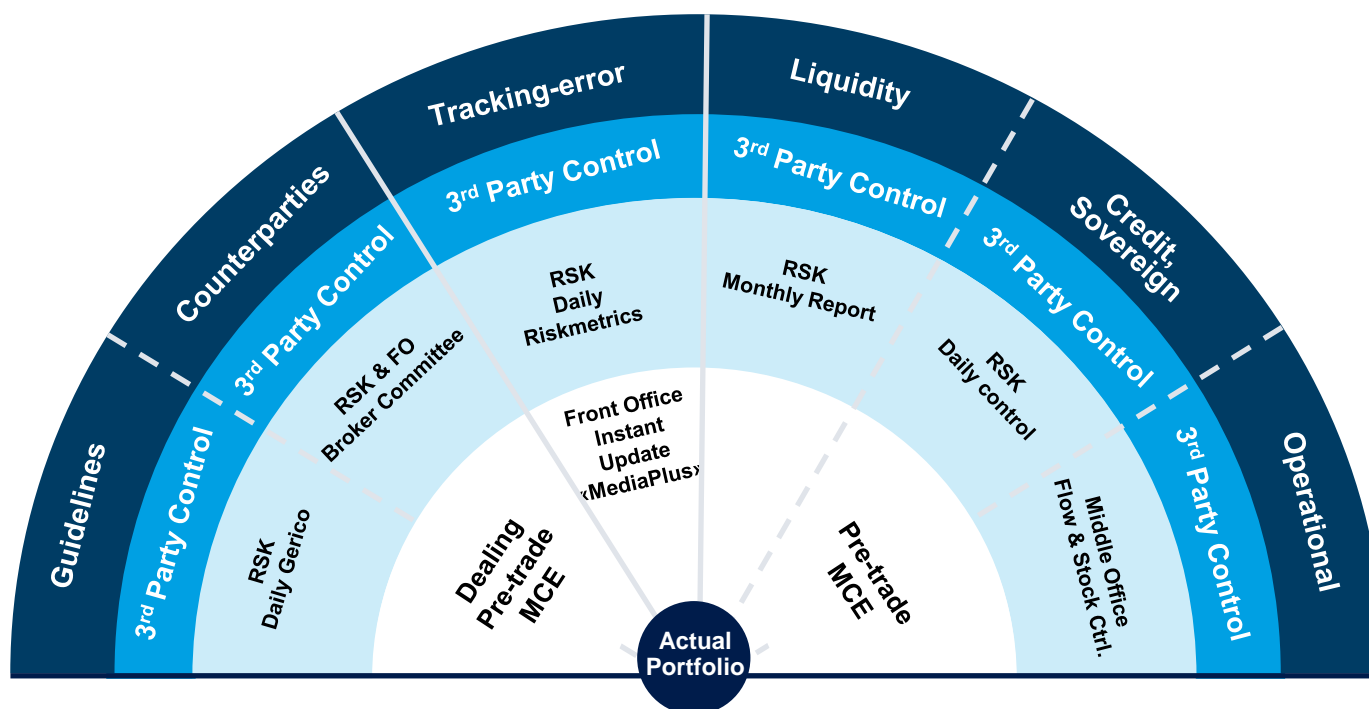 Guidelines
Counterparties
Tracking-error
Liquidity
Credit,
Sovereign
Operational
3rd Party Control
3rd Party Control
3rd Party Control
3rd Party Control
3rd Party Control
3rd Party Control
RSK
Daily Gerico
RSK & FO
Broker Committee
RSK
Daily
Riskmetrics
RSK
Monthly Report
RSK
Daily control
Middle Office
Flow & Stock Ctrl.
Dealing
Pre-trade
MCE
Front Office
Instant
Update
«MediaPlus»
Pre-trade
MCE
Actual
Portfolio